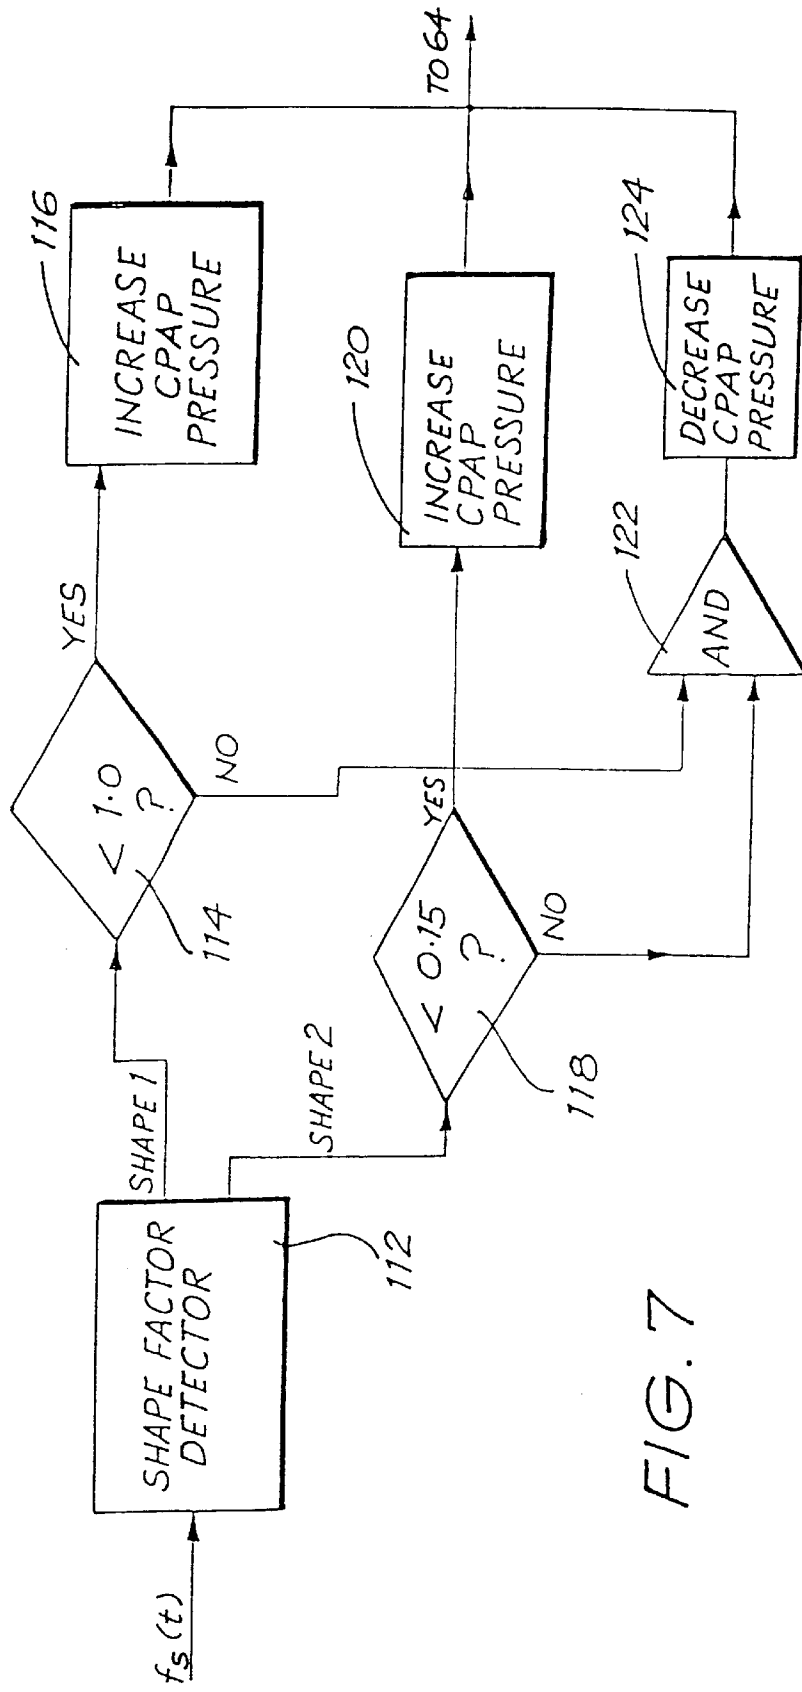 fs(t)
SHAPE FACTOR
DETECTOR
112
SHAPE 1
SHAPE 2
< 1.0
?
114
YES
NO
INCREASE
CPAP
PRESSURE
116
< 0.15
?
118
YES
NO
INCREASE
CPAP
PRESSURE
120
AND
122
DECREASE
CPAP
PRESSURE
124
TO 64
FIG. 7